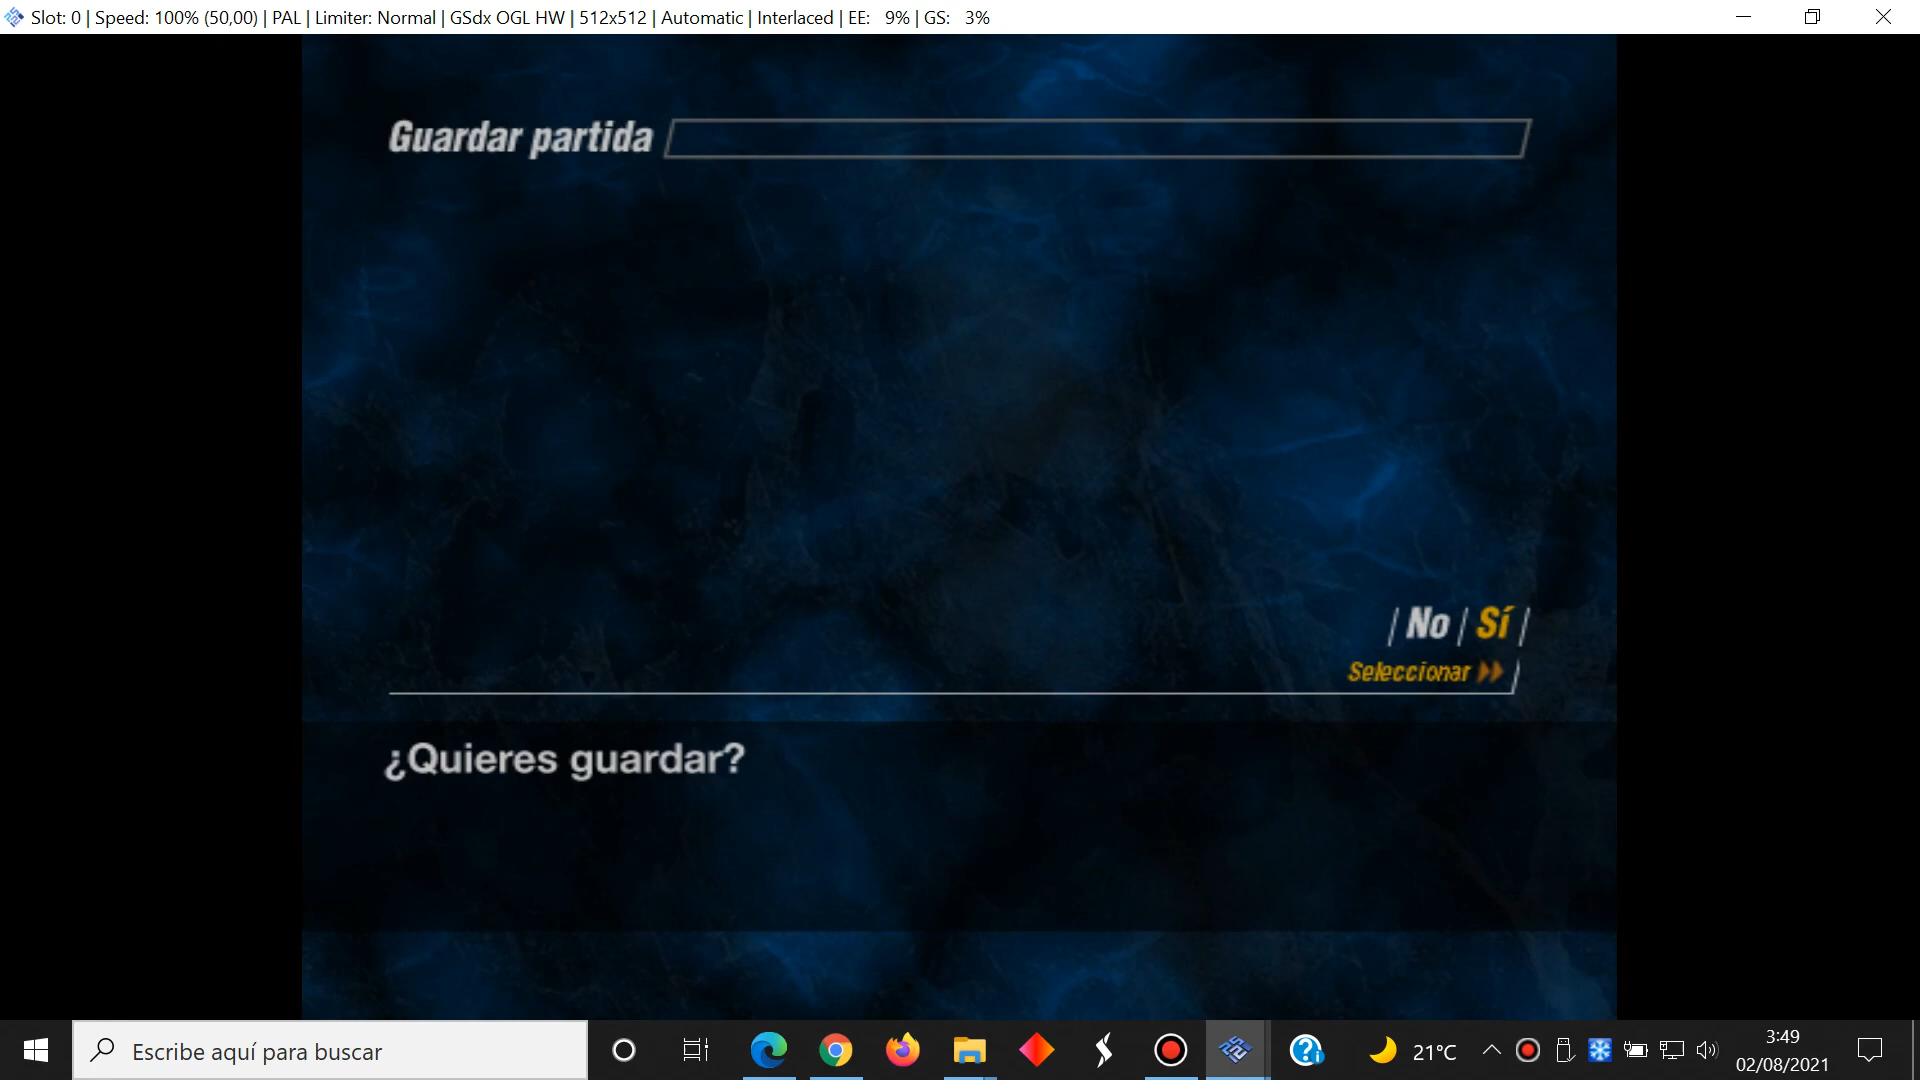 Slot: 0 | Speed: 100% (50,00) | PAL | Limiter: Normal | GSdx OGL HW | 512x512 | Automatic | Interlaced | EE:   9% | GS:   3%
Guardar partida
| No | Sí |
Seleccionar
¿Quieres guardar?
Escribe aquí para buscar
21°C
3:49
02/08/2021